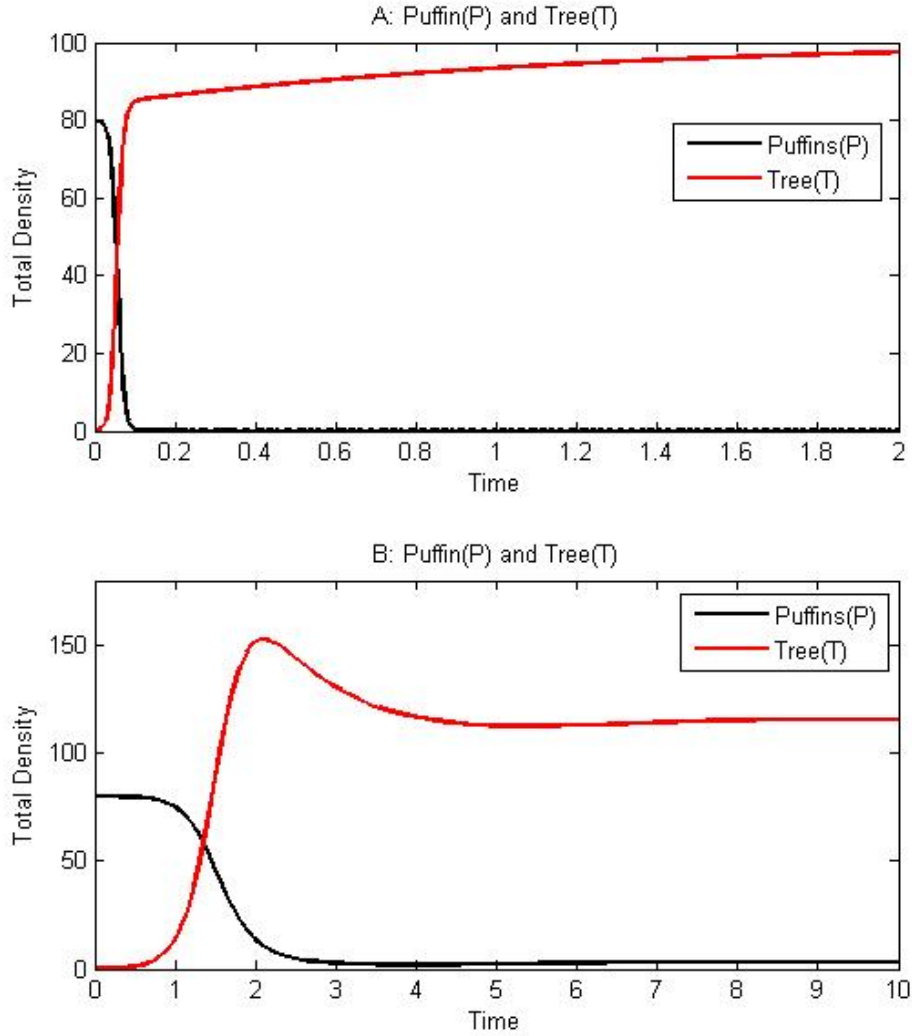 A: Puffin(P) and Tree(T)
100
80
60
40
20
0
Total Density
Puffins(P)
Tree(T)
0 0.2 0.4 0.6 0.8 1 1.2 1.4 1.6 1.8 2
Time
B: Puffin(P) and Tree(T)
150
100
50
0
Total Density
Puffins(P)
Tree(T)
0 1 2 3 4 5 6 7 8 9 10
Time